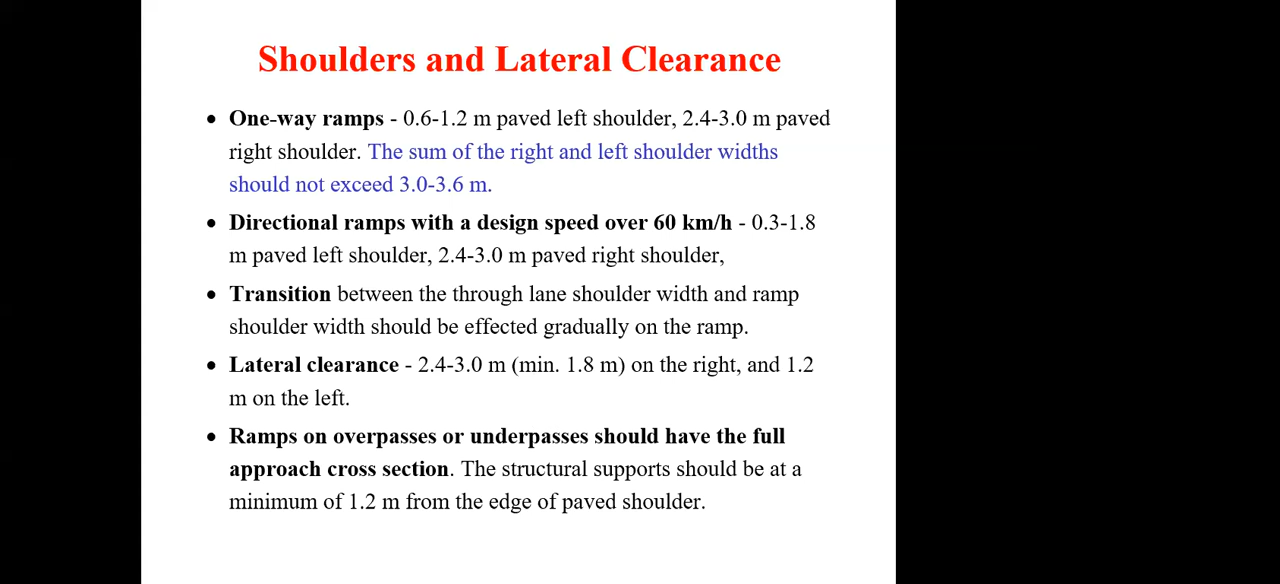 Shoulders and Lateral Clearance
• One-way ramps - 0.6-1.2 m paved left shoulder, 2.4-3.0 m paved
right shoulder. The sum of the right and left shoulder widths
should not exceed 3.0-3.6 m.
• Directional ramps with a design speed over 60 km/h - 0.3-1.8
m paved left shoulder, 2.4-3.0 m paved right shoulder,
• Transition between the through lane shoulder width and ramp
shoulder width should be effected gradually on the ramp.
• Lateral clearance - 2.4-3.0 m (min. 1.8 m) on the right, and 1.2
m on the left.
• Ramps on overpasses or underpasses should have the full
approach cross section. The structural supports should be at a
minimum of 1.2 m from the edge of paved shoulder.